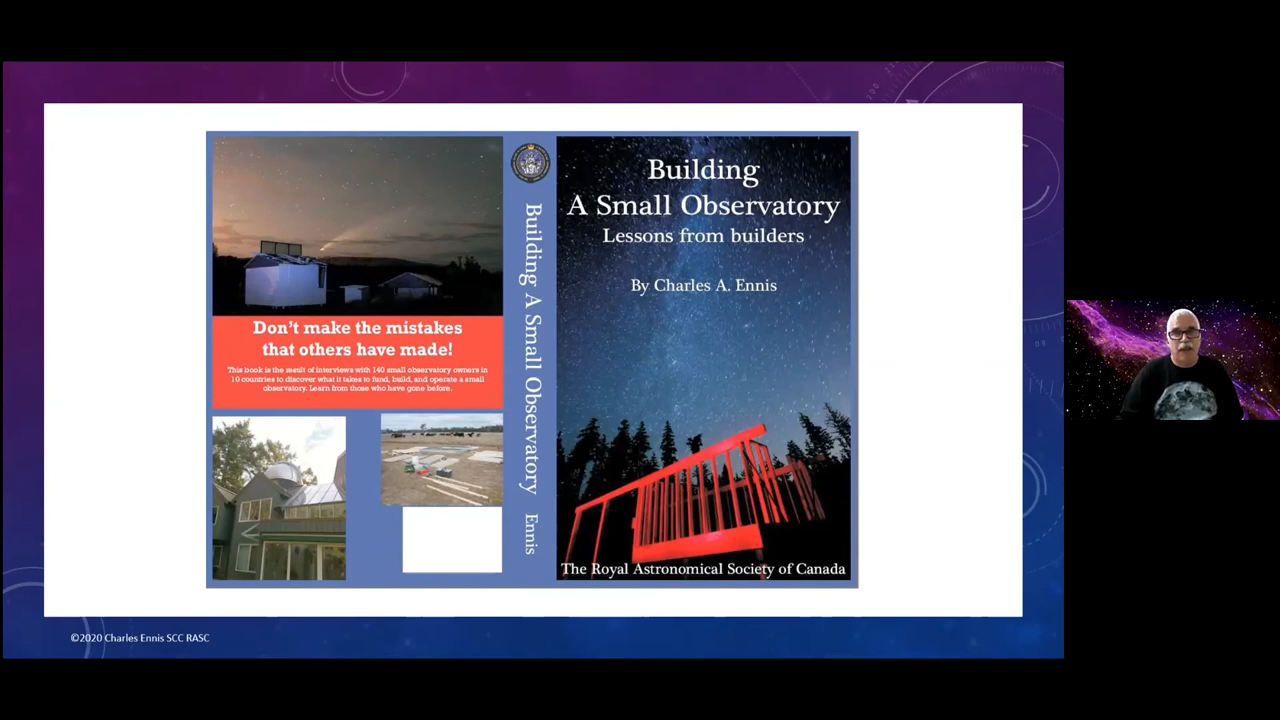 Don't make the mistakes
that others have made!
This book is the result of interviews with 140 small observatory owners in
10 countries to discover what it takes to fund, build, and operate a small
observatory. Learn from those who have gone before.
Building A Small Observatory Ennis
Building
A Small Observatory
Lessons from builders
By Charles A. Ennis
The Royal Astronomical Society of Canada
©2020 Charles Ennis SCC RASC